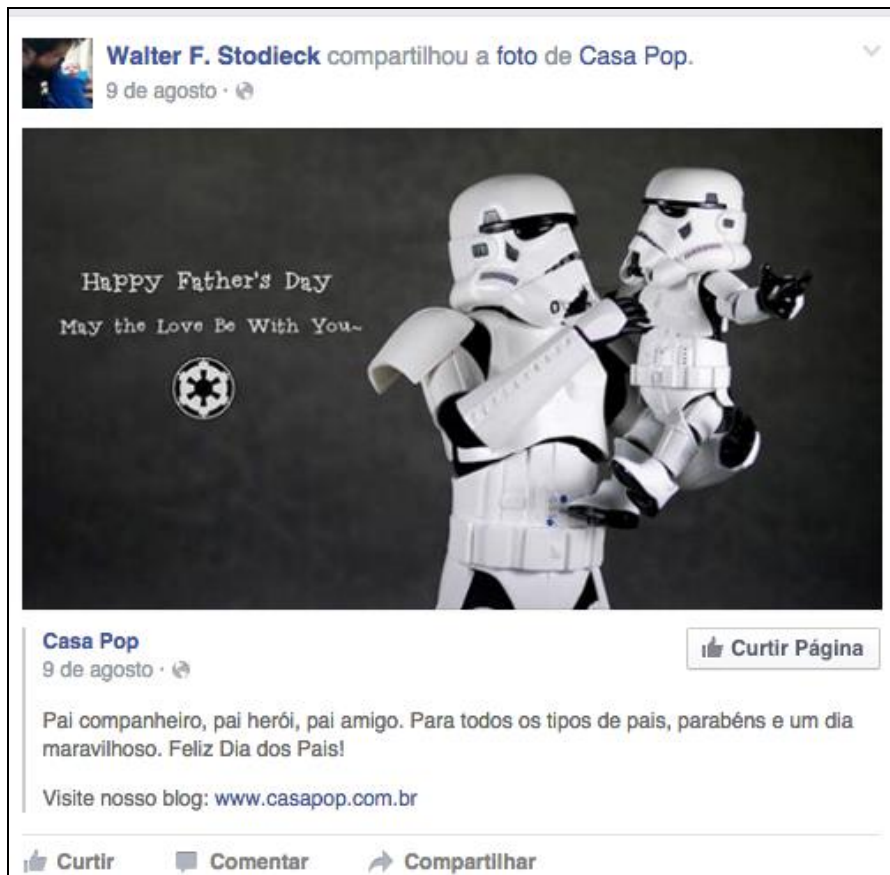 Walter F. Stodieck compartilhou a foto de Casa Pop.
9 de agosto ·
Happy Father's Day
May the Love Be With You~
Casa Pop
9 de agosto ·
Curtir Página
Pai companheiro, pai herói, pai amigo. Para todos os tipos de pais, parabéns e um dia
maravilhoso. Feliz Dia dos Pais!
Visite nosso blog: www.casapop.com.br
Curtir Comentar Compartilhar